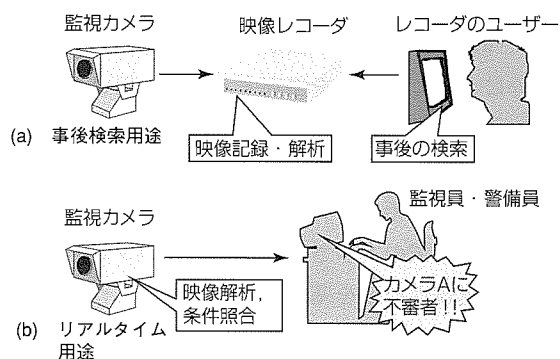 監視カメラ
映像レコーダ
レコーダのユーザー
映像記録・解析
事後の検索
(a) 事後検索用途
監視カメラ
監視員・警備員
映像解析,
条件照合
カメラAに
不審者!!
(b) リアルタイム
用途